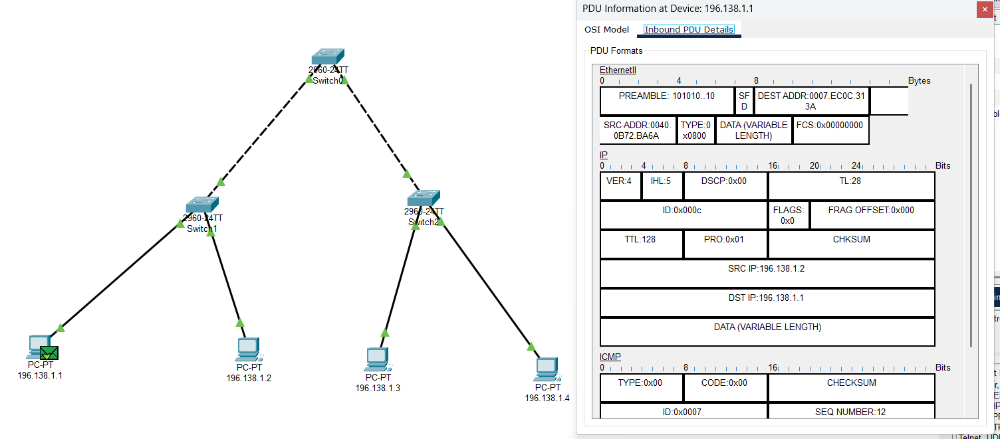 2960-24TT
Switch0
2960-24TT
Switch1
2960-24TT
Switch2
PC-PT
196.138.1.1
PC-PT
196.138.1.2
PC-PT
196.138.1.3
PC-PT
196.138.1.4
PDU Information at Device: 196.138.1.1
OSI Model Inbound PDU Details
PDU Formats
EthernetII
0 4 8 Bytes
PREAMBLE: 101010..10
SF
D
DEST ADDR:0007.EC0C.31
3A
SRC ADDR:0040.
0B72.BA6A
TYPE:0
x0800
DATA (VARIABLE
LENGTH)
FCS:0x00000000
IP
0 4 8 16 20 24 Bits
VER:4 IHL:5 DSCP:0x00 TL:28
ID:0x000c
FLAGS:
0x0
FRAG OFFSET:0x000
TTL:128 PRO:0x01 CHKSUM
SRC IP:196.138.1.2
DST IP:196.138.1.1
DATA (VARIABLE LENGTH)
ICMP
0 8 16 Bits
TYPE:0x00 CODE:0x00 CHECKSUM
ID:0x0007 SEQ NUMBER:12
Telnet